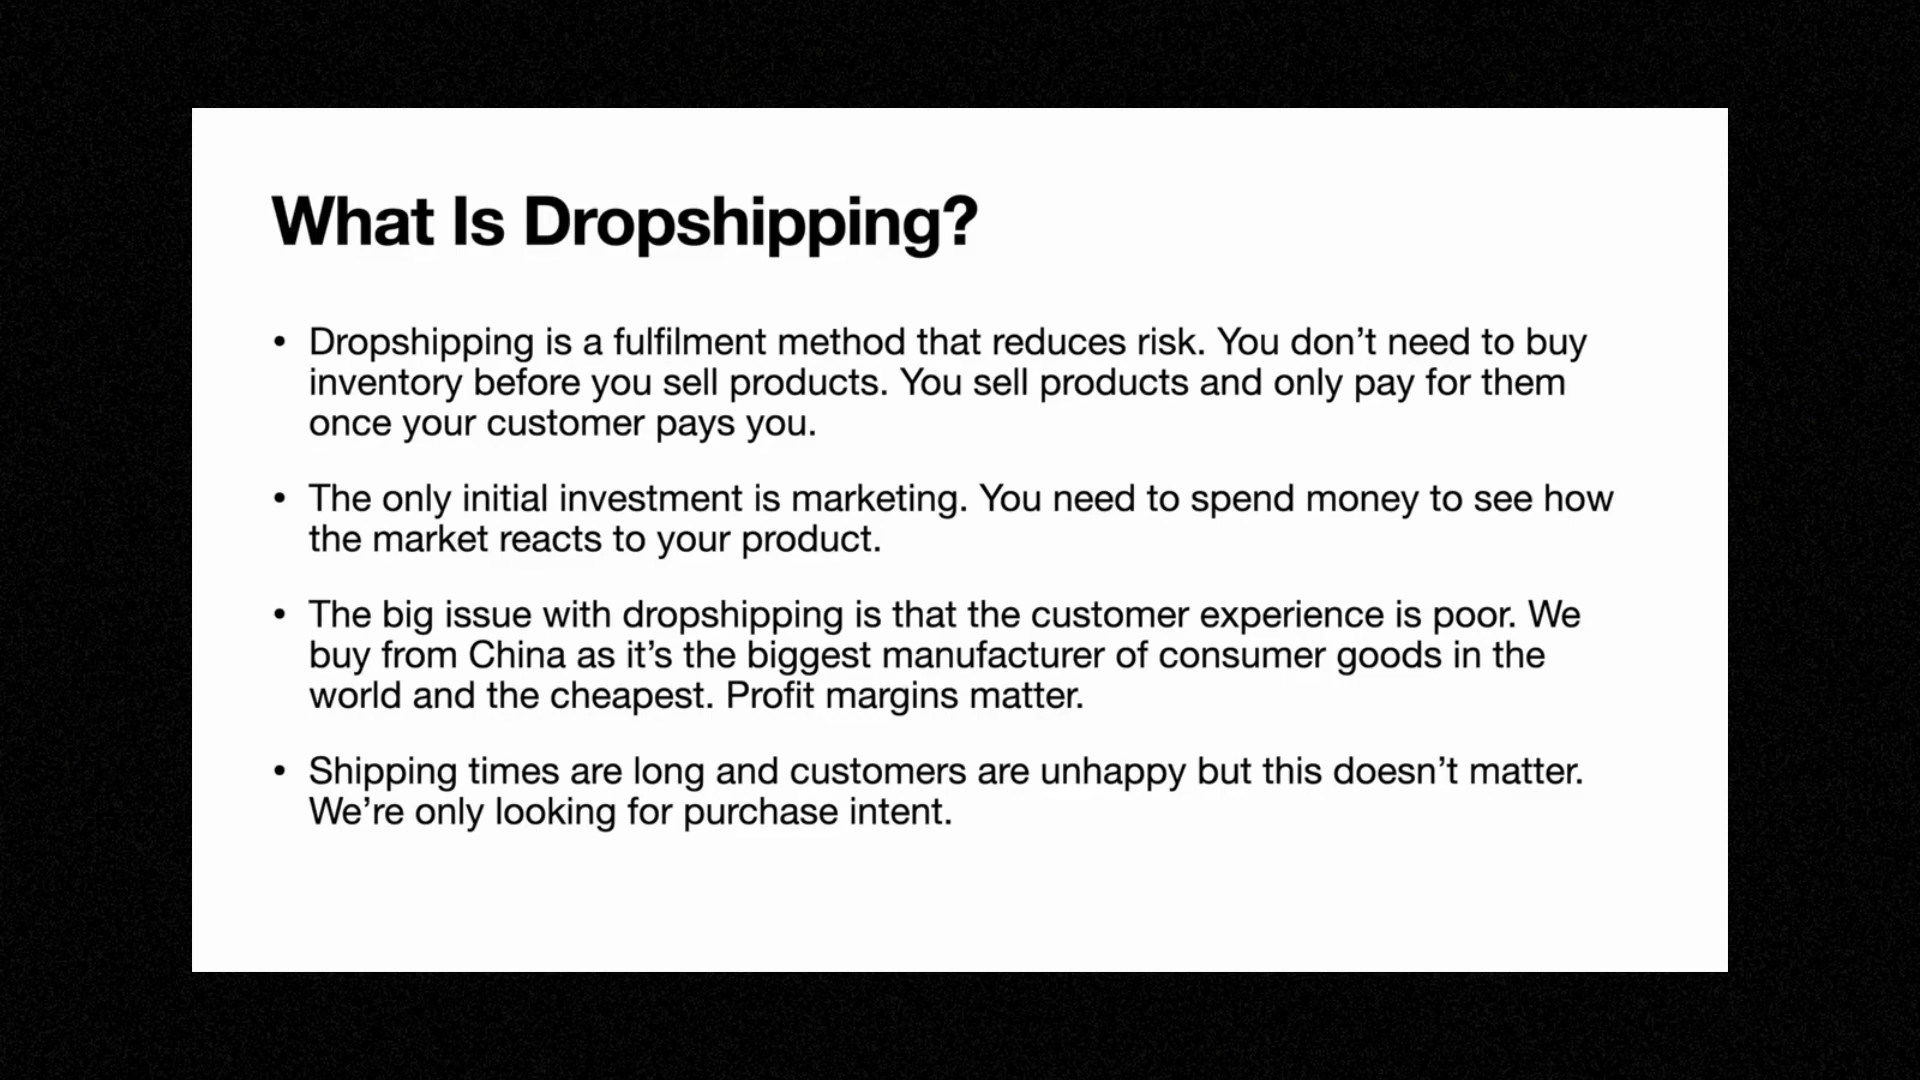 What Is Dropshipping?
• Dropshipping is a fulfilment method that reduces risk. You don’t need to buy
inventory before you sell products. You sell products and only pay for them
once your customer pays you.
• The only initial investment is marketing. You need to spend money to see how
the market reacts to your product.
• The big issue with dropshipping is that the customer experience is poor. We
buy from China as it’s the biggest manufacturer of consumer goods in the
world and the cheapest. Profit margins matter.
• Shipping times are long and customers are unhappy but this doesn’t matter.
We’re only looking for purchase intent.